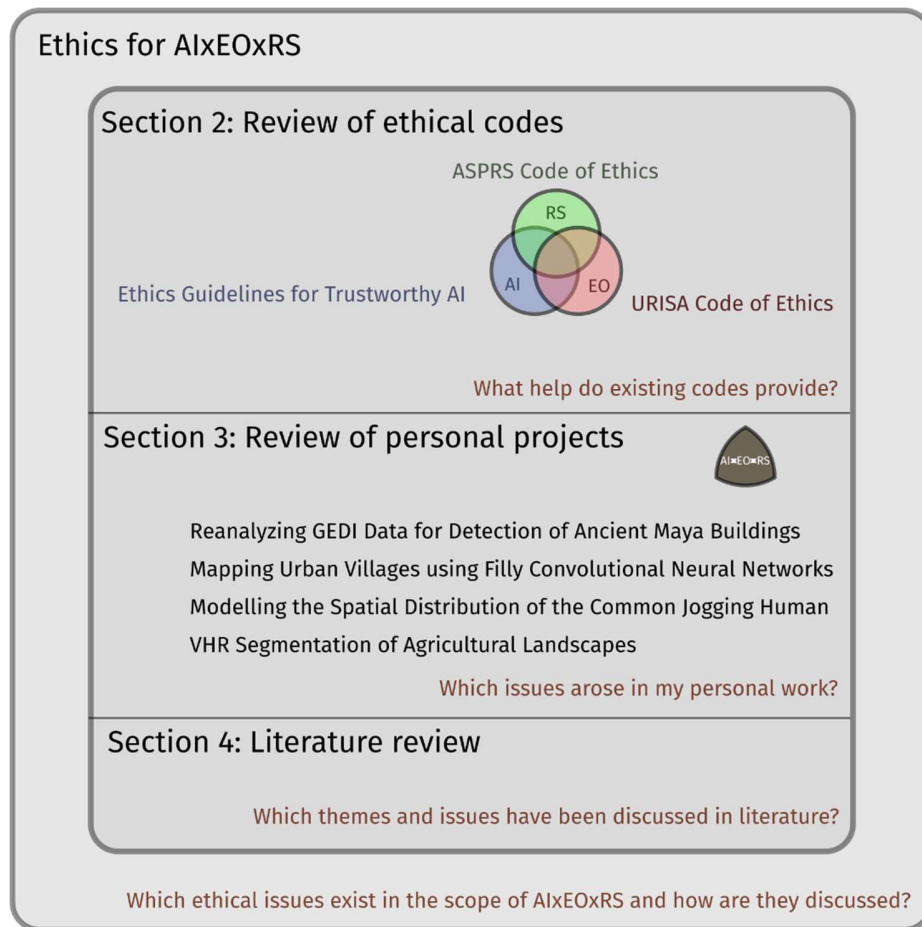 Ethics for AIxEOxRS
Section 2: Review of ethical codes
ASPRS Code of Ethics
RS
AI
EO
Ethics Guidelines for Trustworthy AI
URISA Code of Ethics
What help do existing codes provide?
Section 3: Review of personal projects
AI×EO×RS
Reanalyzing GEDI Data for Detection of Ancient Maya Buildings
Mapping Urban Villages using Filly Convolutional Neural Networks
Modelling the Spatial Distribution of the Common Jogging Human
VHR Segmentation of Agricultural Landscapes
Which issues arose in my personal work?
Section 4: Literature review
Which themes and issues have been discussed in literature?
Which ethical issues exist in the scope of AIxEOxRS and how are they discussed?